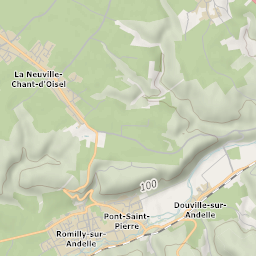 La Neuville-
Chant-d'Oisel
100
Douville-sur-
Andelle
Pont-Saint-
Pierre
Romilly-sur-
Andelle